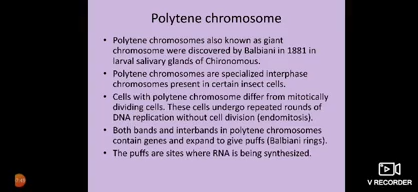 Polytene chromosome
• Polytene chromosomes also known as giant
chromosome were discovered by Balbiani in 1881 in
larval salivary glands of Chironomous.
• Polytene chromosomes are specialized interphase
chromosomes present in certain insect cells.
• Cells with polytene chromosome differ from mitotically
dividing cells. These cells undergo repeated rounds of
DNA replication without cell division (endomitosis).
• Both bands and interbands in polytene chromosomes
contain genes and expand to give puffs (Balbiani rings).
• The puffs are sites where RNA is being synthesized.
V RECORDER